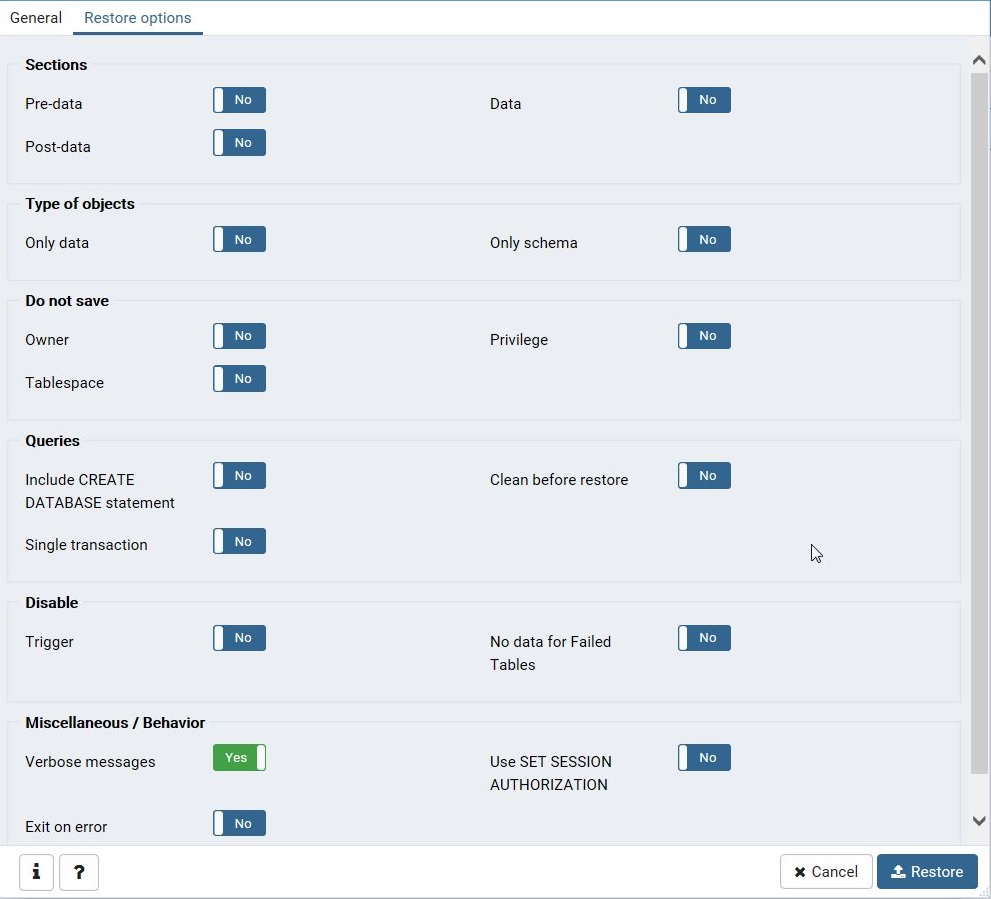 General Restore options
Sections
Pre-data No Data No
Post-data No
Type of objects
Only data No Only schema No
Do not save
Owner No Privilege No
Tablespace No
Queries
Include CREATE DATABASE statement No Clean before restore No
Single transaction No
Disable
Trigger No No data for Failed Tables No
Miscellaneous / Behavior
Verbose messages Yes Use SET SESSION AUTHORIZATION No
Exit on error No
i ? Cancel Restore